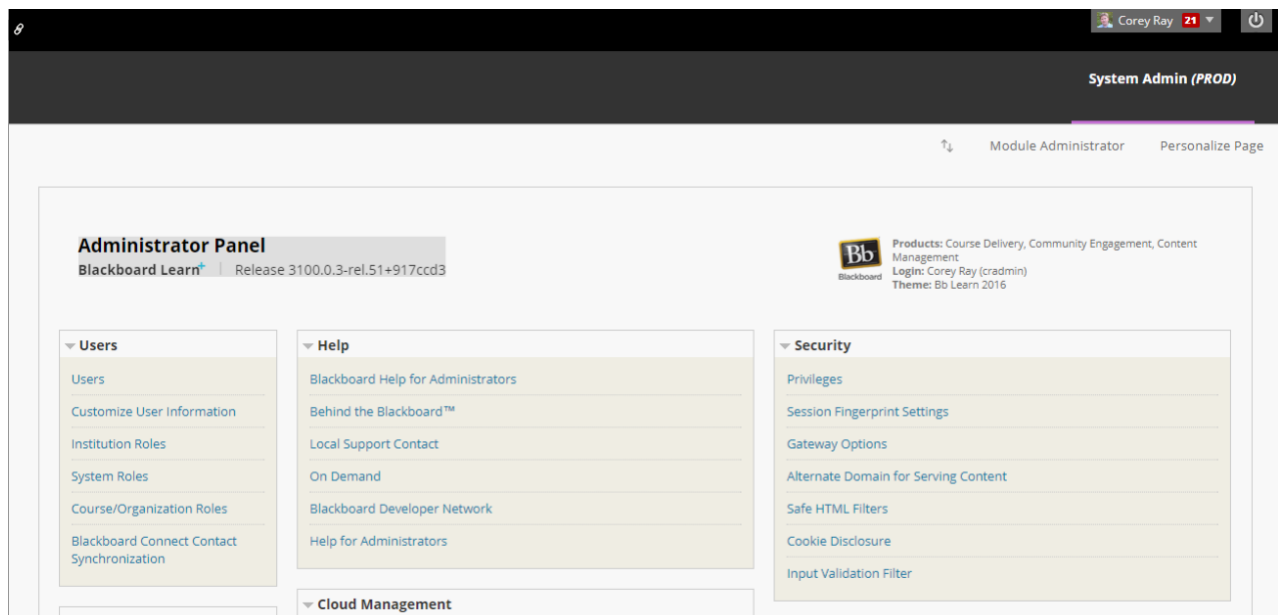 Corey Ray 21
System Admin (PROD)
Module Administrator Personalize Page
Administrator Panel
Blackboard Learn+ | Release 3100.0.3-rel.51+917ccd3
Bb
Blackboard
Products: Course Delivery, Community Engagement, Content
Management
Login: Corey Ray (cradmin)
Theme: Bb Learn 2016
Users
Users
Customize User Information
Institution Roles
System Roles
Course/Organization Roles
Blackboard Connect Contact
Synchronization
Help
Blackboard Help for Administrators
Behind the Blackboard™
Local Support Contact
On Demand
Blackboard Developer Network
Help for Administrators
Cloud Management
Security
Privileges
Session Fingerprint Settings
Gateway Options
Alternate Domain for Serving Content
Safe HTML Filters
Cookie Disclosure
Input Validation Filter